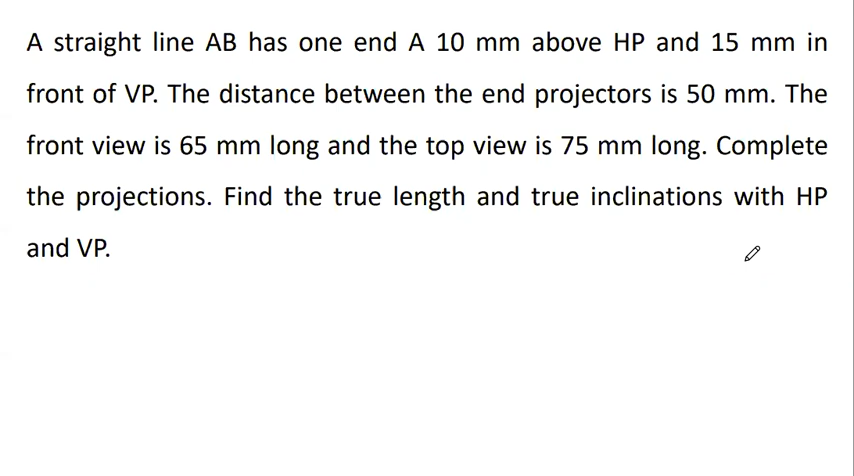 A straight line AB has one end A 10 mm above HP and 15 mm in
front of VP. The distance between the end projectors is 50 mm. The
front view is 65 mm long and the top view is 75 mm long. Complete
the projections. Find the true length and true inclinations with HP
and VP.